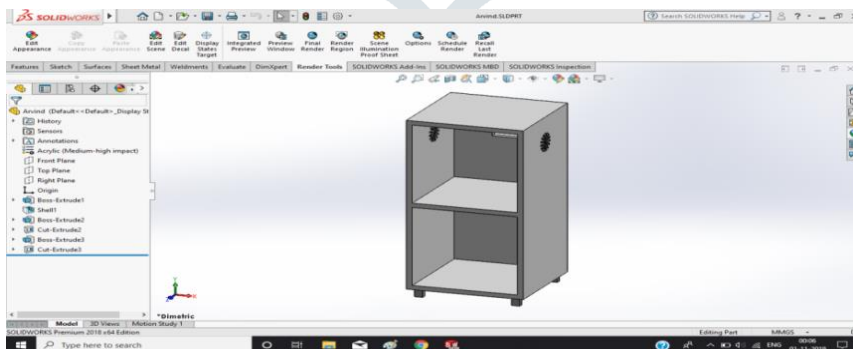 SOLIDWORKS
Arvind.SLDPRT
Search SOLIDWORKS Help
Edit Appearance
Copy Appearance
Paste Appearance
Edit Scene
Edit Decal
Display States Target
Integrated Preview
Preview Window
Final Render
Render Region
Scene Illumination Proof Sheet
Options
Schedule Render
Recall Last Render
Features Sketch Surfaces Sheet Metal Weldments Evaluate DimXpert Render Tools SOLIDWORKS Add-Ins SOLIDWORKS MBD SOLIDWORKS Inspection
Arvind (Default<<Default>_Display St
History
Sensors
Annotations
Acrylic (Medium-high impact)
Front Plane
Top Plane
Right Plane
Origin
Boss-Extrude1
Shell1
Boss-Extrude2
Cut-Extrude2
Boss-Extrude3
Cut-Extrude3
*Dimetric
Model 3D Views Motion Study 1
SOLIDWORKS Premium 2018 x64 Edition
Editing Part MMGS
Type here to search
ENG
00:06